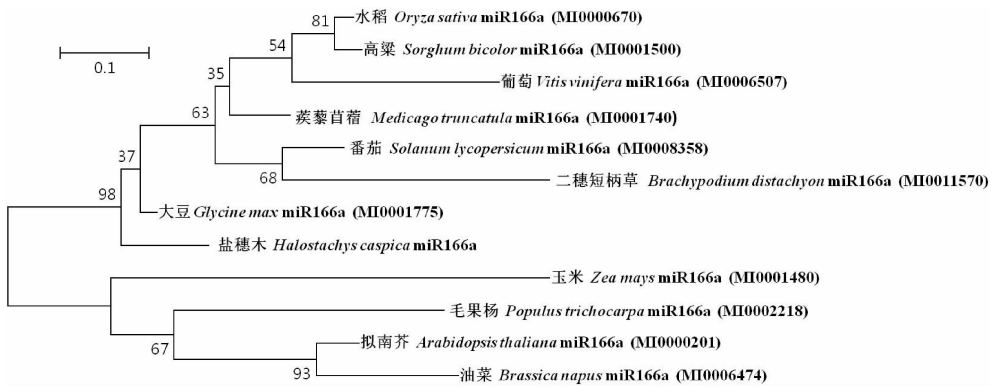 水稻 Oryza sativa miR166a (MI0000670)
81
高粱 Sorghum bicolor miR166a (MI0001500)
54
0.1
葡萄 Vitis vinifera miR166a (MI0006507)
35
蒺藜苜蓿 Medicago truncatula miR166a (MI0001740)
63
番茄 Solanum lycopersicum miR166a (MI0008358)
37
68
二穗短柄草 Brachypodium distachyon miR166a (MI0011570)
98
大豆 Glycine max miR166a (MI0001775)
盐穗木 Halostachys caspica miR166a
玉米 Zea mays miR166a (MI0001480)
毛果杨 Populus trichocarpa miR166a (MI0002218)
67
拟南芥 Arabidopsis thaliana miR166a (MI0000201)
93
油菜 Brassica napus miR166a (MI0006474)